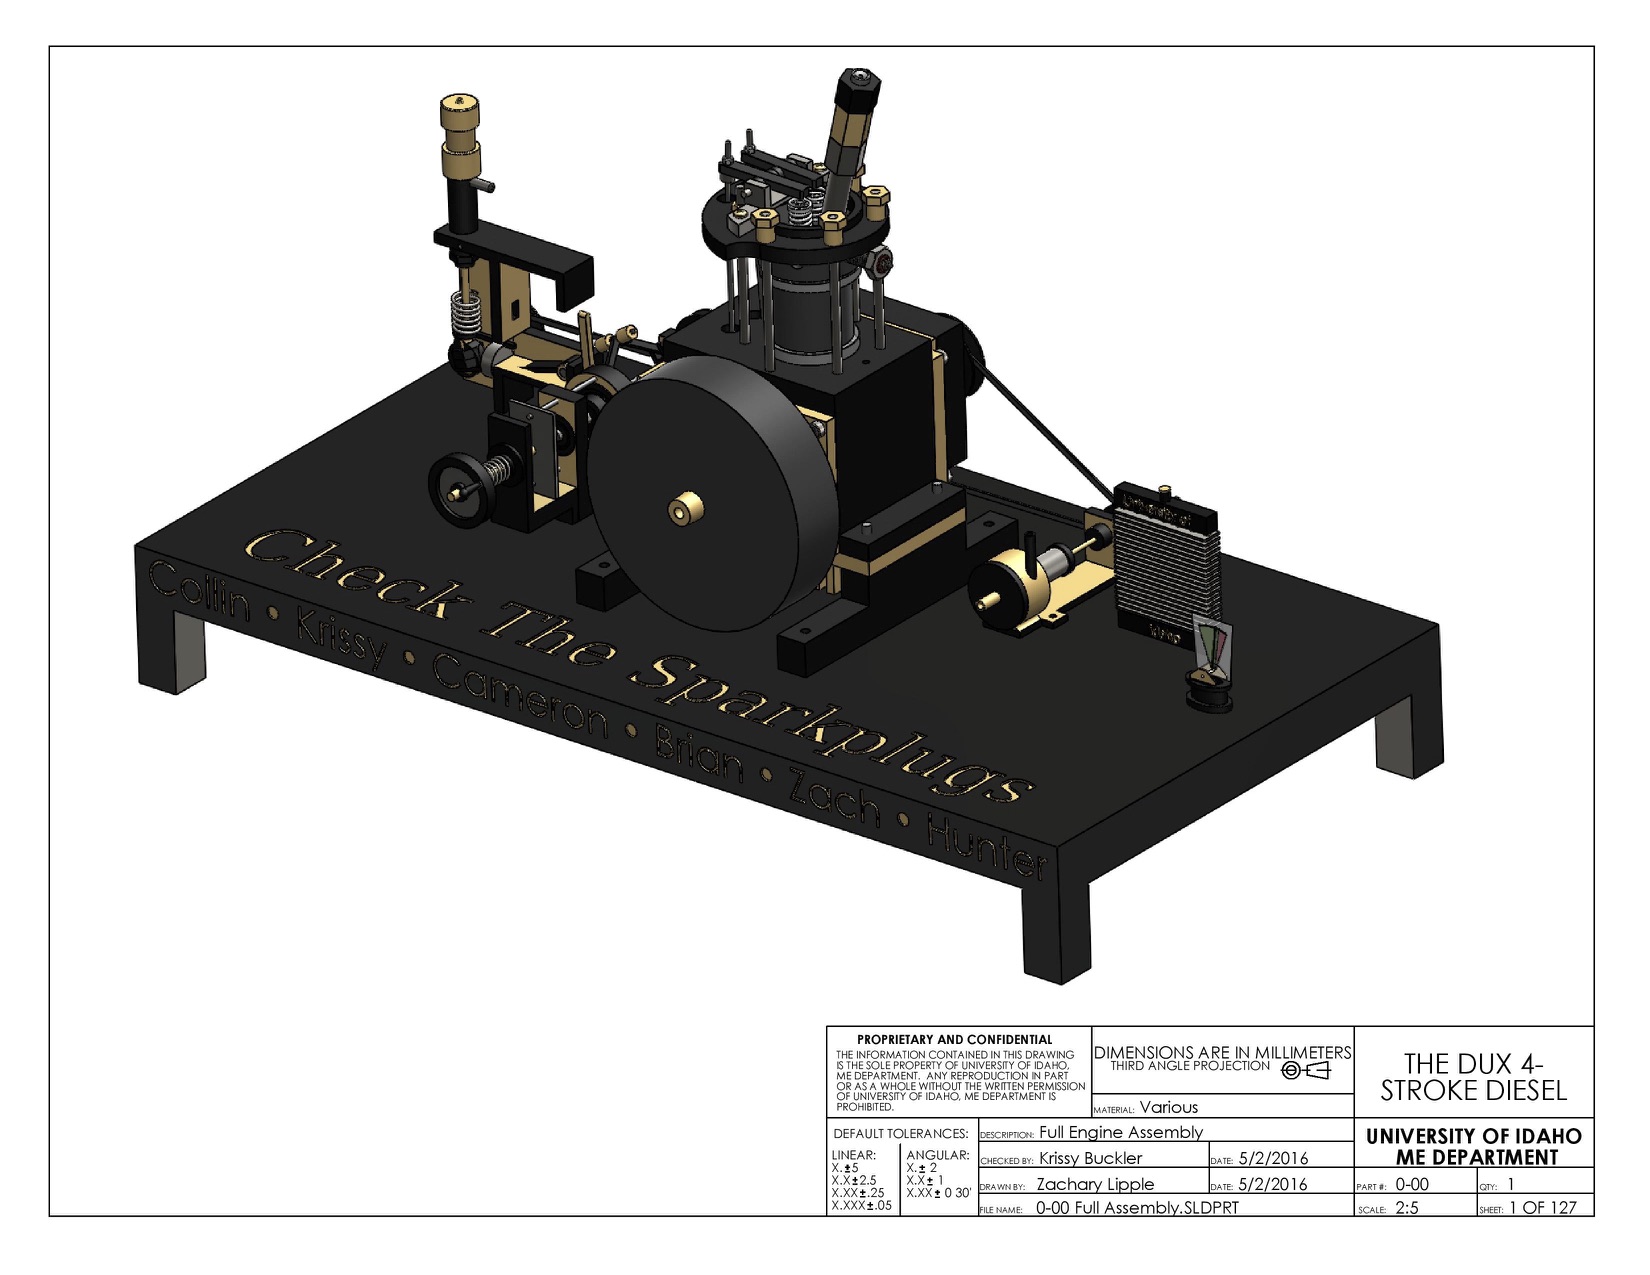 University of
Idaho
Check The Sparkplugs
Collin • Krissy • Cameron • Brian • Zach • Hunter
PROPRIETARY AND CONFIDENTIAL
THE INFORMATION CONTAINED IN THIS DRAWING
IS THE SOLE PROPERTY OF UNIVERSITY OF IDAHO,
ME DEPARTMENT. ANY REPRODUCTION IN PART
OR AS A WHOLE WITHOUT THE WRITTEN PERMISSION
OF UNIVERSITY OF IDAHO, ME DEPARTMENT IS
PROHIBITED.
DIMENSIONS ARE IN MILLIMETERS
THIRD ANGLE PROJECTION
MATERIAL: Various
THE DUX 4-
STROKE DIESEL
DEFAULT TOLERANCES:
LINEAR:
X.±5
X.X±2.5
X.XX±.25
X.XXX±.05
ANGULAR:
X.± 2
X.X± 1
X.XX± 0 30'
DESCRIPTION: Full Engine Assembly
CHECKED BY: Krissy Buckler DATE: 5/2/2016
DRAWN BY: Zachary Lipple DATE: 5/2/2016
FILE NAME: 0-00 Full Assembly.SLDPRT
UNIVERSITY OF IDAHO
ME DEPARTMENT
PART #: 0-00 QTY: 1
SCALE: 2:5 SHEET: 1 OF 127